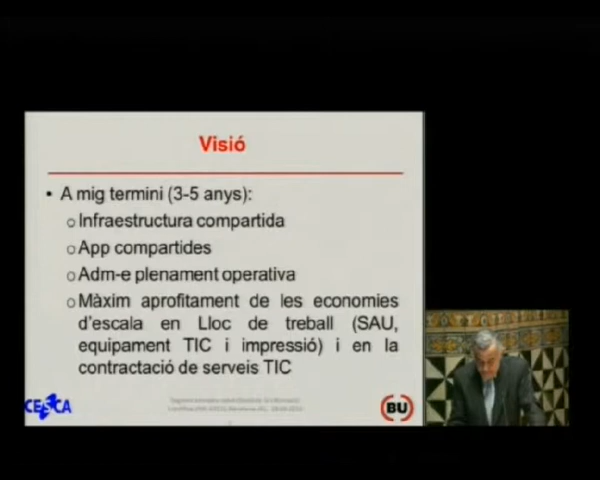 Visió
• A mig termini (3-5 anys):
o Infraestructura compartida
o App compartides
o Adm-e plenament operativa
o Màxim aprofitament de les economies
d'escala en Lloc de treball (SAU,
equipament TIC i impressió) i en la
contractació de serveis TIC
CESCA
BU